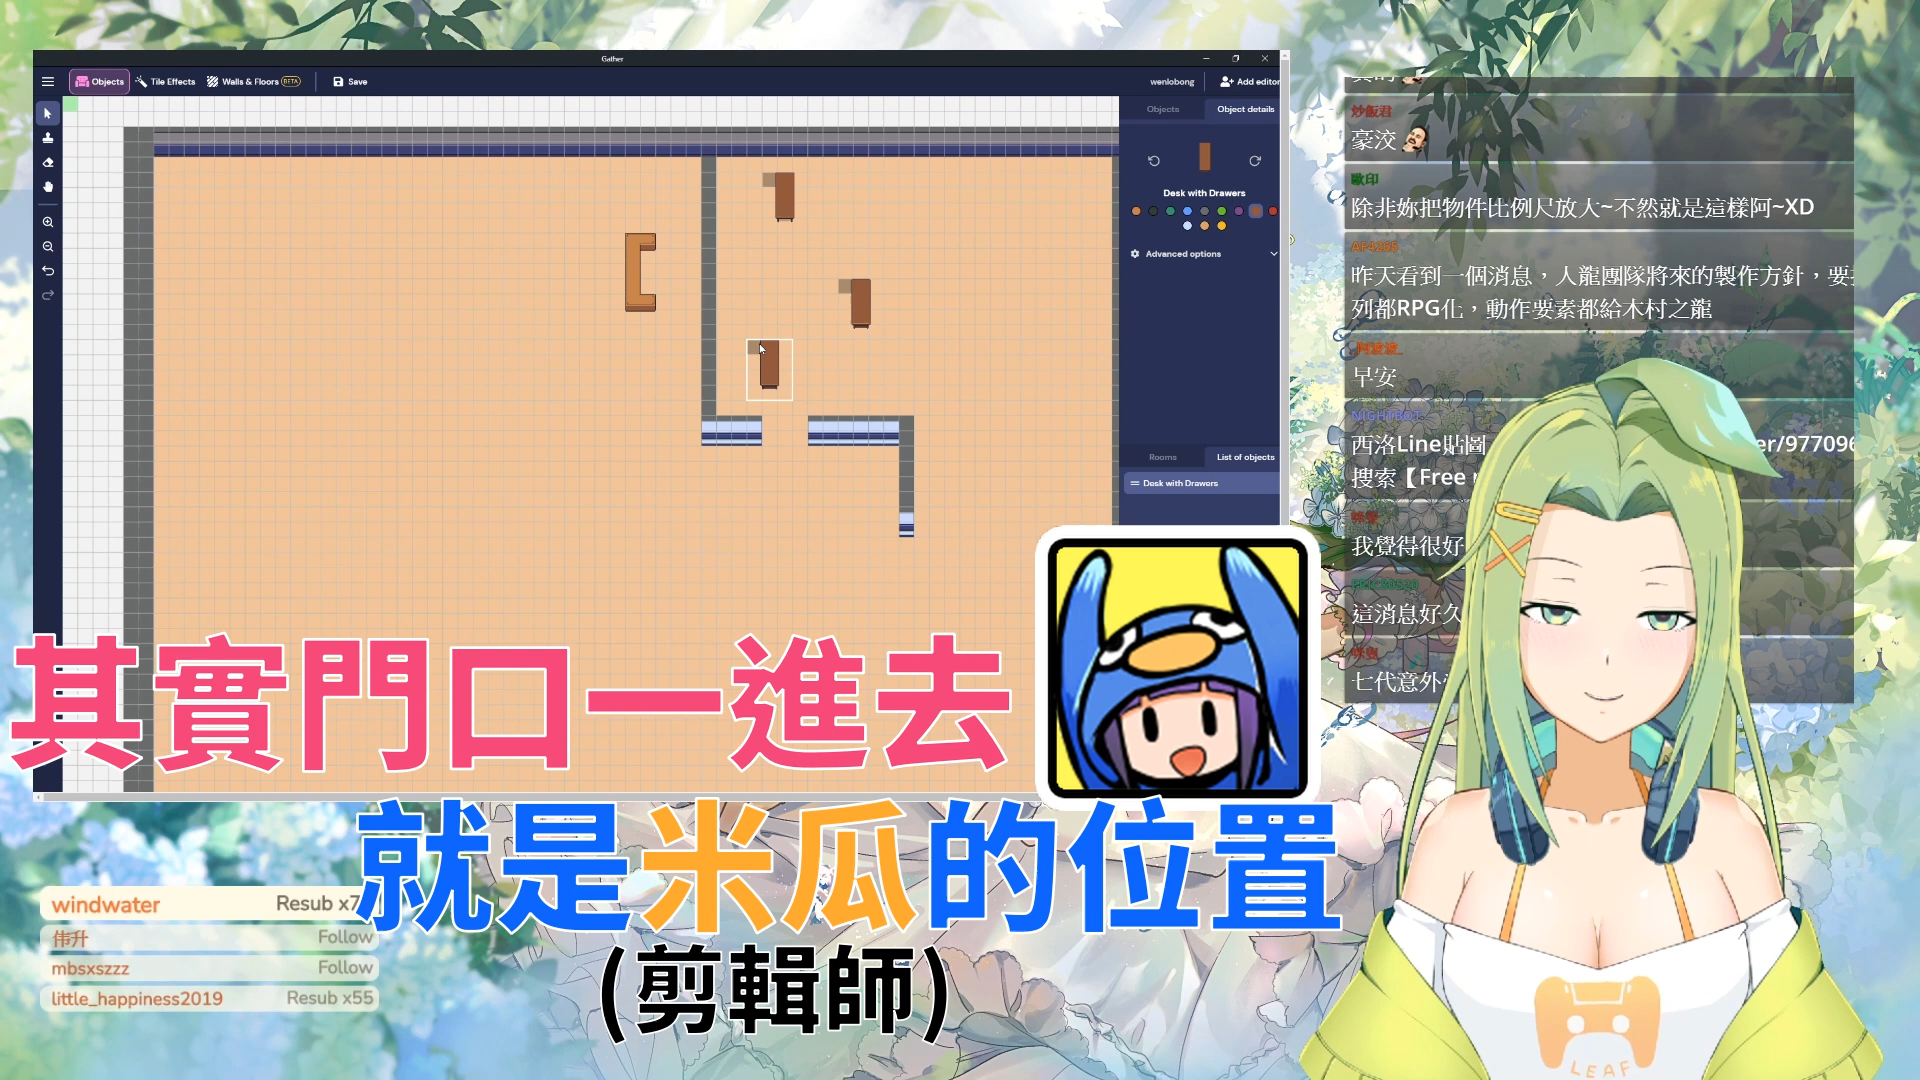 Gather
Objects
Tile Effects
Walls & Floors BETA
Save
wenlobong
Add editor
Objects
Object details
Desk with Drawers
Advanced options
Rooms
List of objects
Desk with Drawers
炒飯君
豪洨
歐印
除非妳把物件比例尺放大~不然就是這樣阿~XD
昨天看到一個消息，人龍團隊將來的製作方針，要
列都RPG化，動作要素都給木村之龍
早安
NIGHTBOT
西洛Line貼圖
er/977096
搜索【Free
我覺得很好
這消息好久
七代意外
其實門口一進去
就是米瓜的位置
(剪輯師)
windwater Resub x7
伟升 Follow
mbsxszzz Follow
little_happiness2019 Resub x55
LEAF